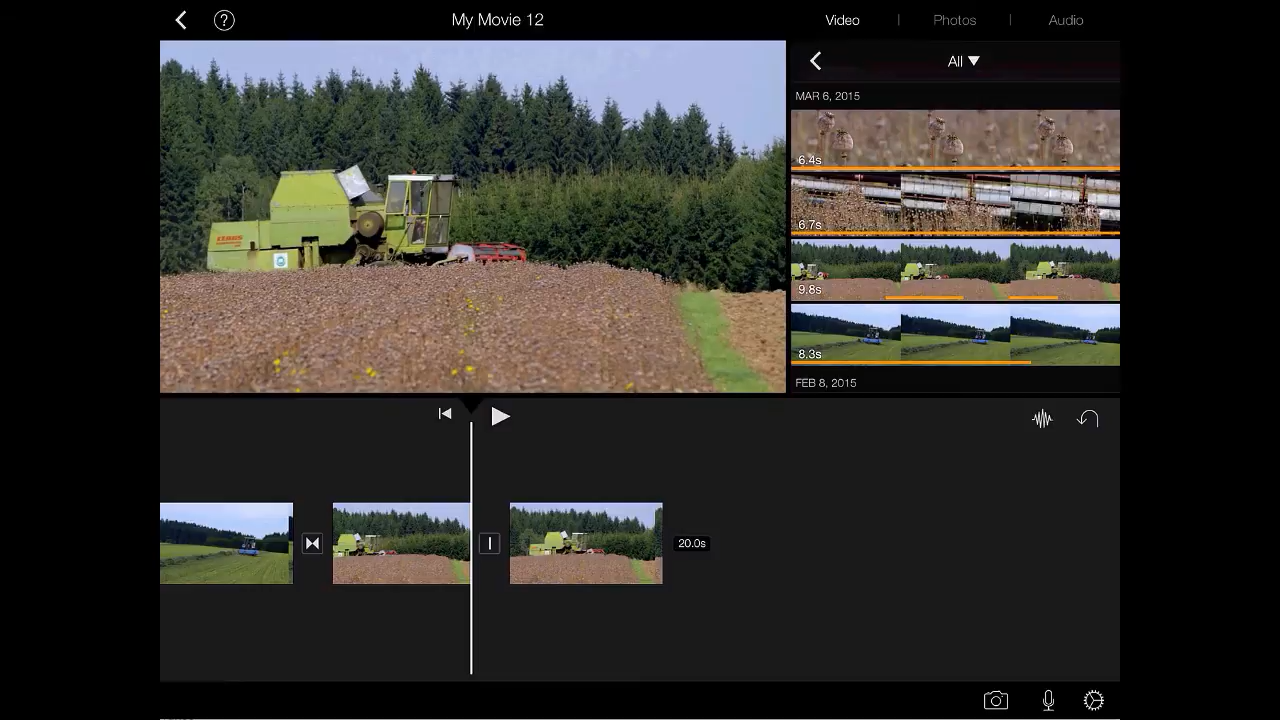 My Movie 12
Video | Photos | Audio
All
MAR 6, 2015
6.4s
6.7s
9.8s
8.3s
FEB 8, 2015
CLAAS
20.0s